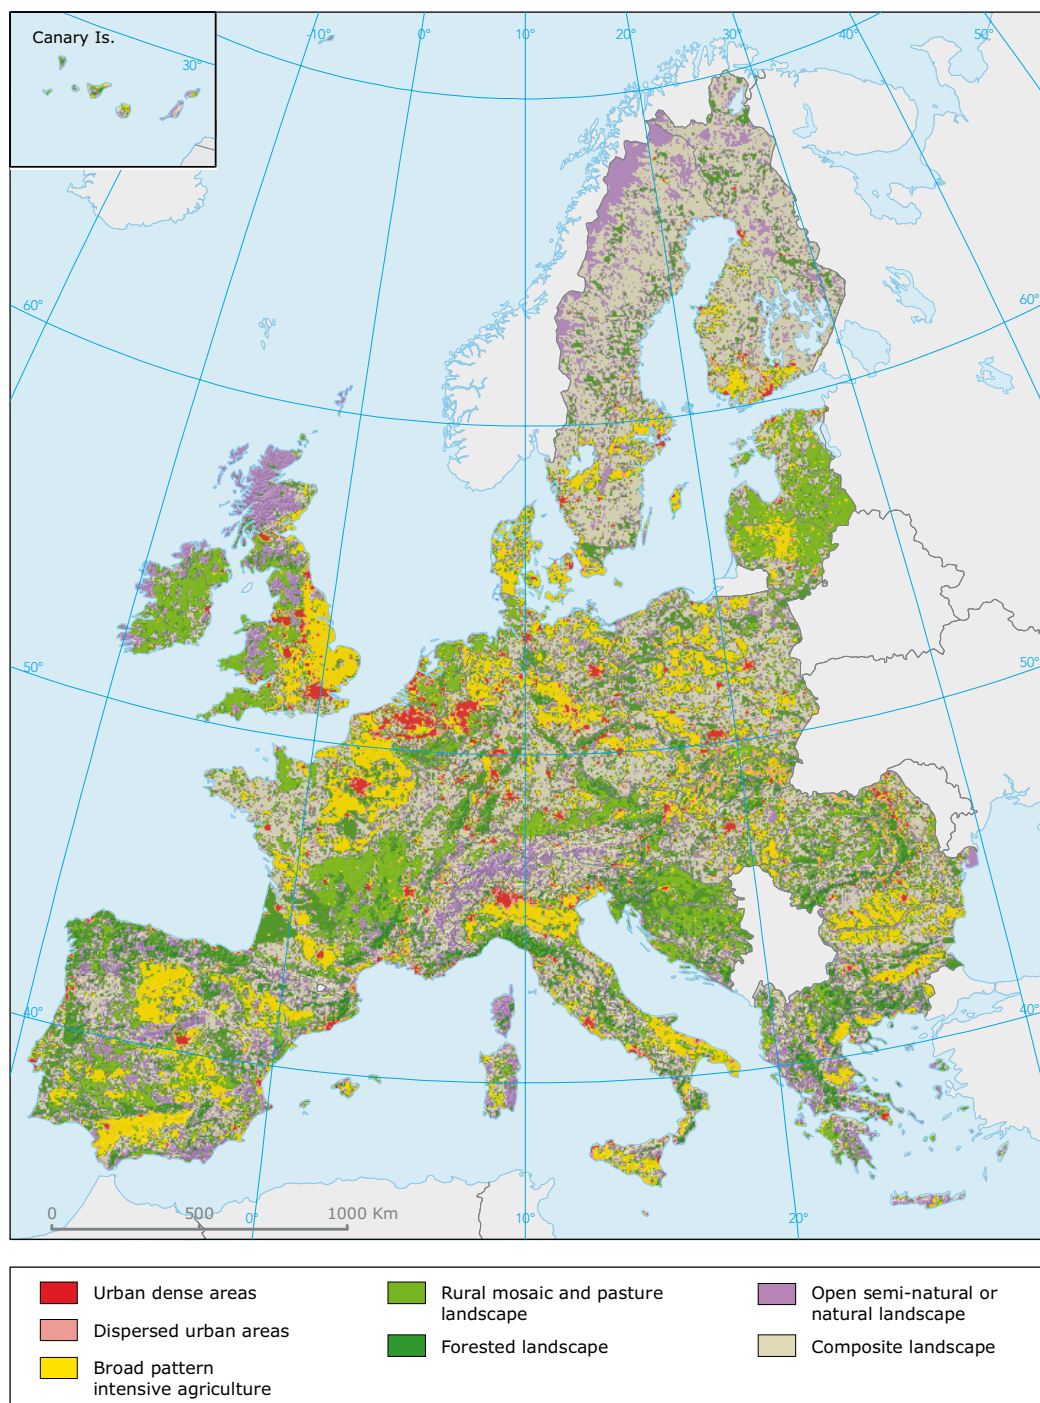 Canary Is.
30°
-10°
0°
10°
20°
30°
40°
50°
60°
60°
50°
50°
40°
40°
0 500 1000 Km
0°
10°
20°
Urban dense areas
Dispersed urban areas
Broad pattern
intensive agriculture
Rural mosaic and pasture
landscape
Forested landscape
Open semi-natural or
natural landscape
Composite landscape